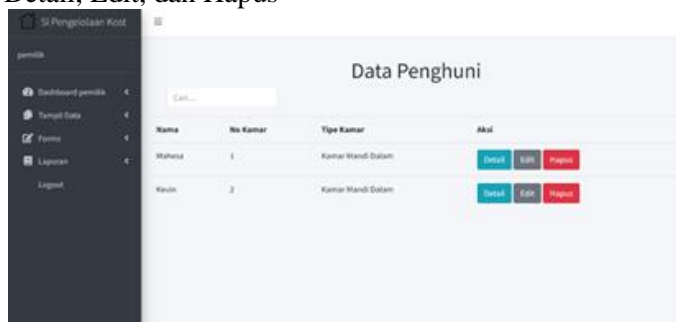 Detail, Edit, dan Hapus
SI Pengelolaan Kost
pemilik
Dashboard pemilik
Tampil Data
Forms
Laporan
Logout
Data Penghuni
Cari...
Nama No Kamar Tipe Kamar Aksi
Mahesa 1 Kamar Mandi Dalam Detail Edit Hapus
Kevin 2 Kamar Mandi Dalam Detail Edit Hapus